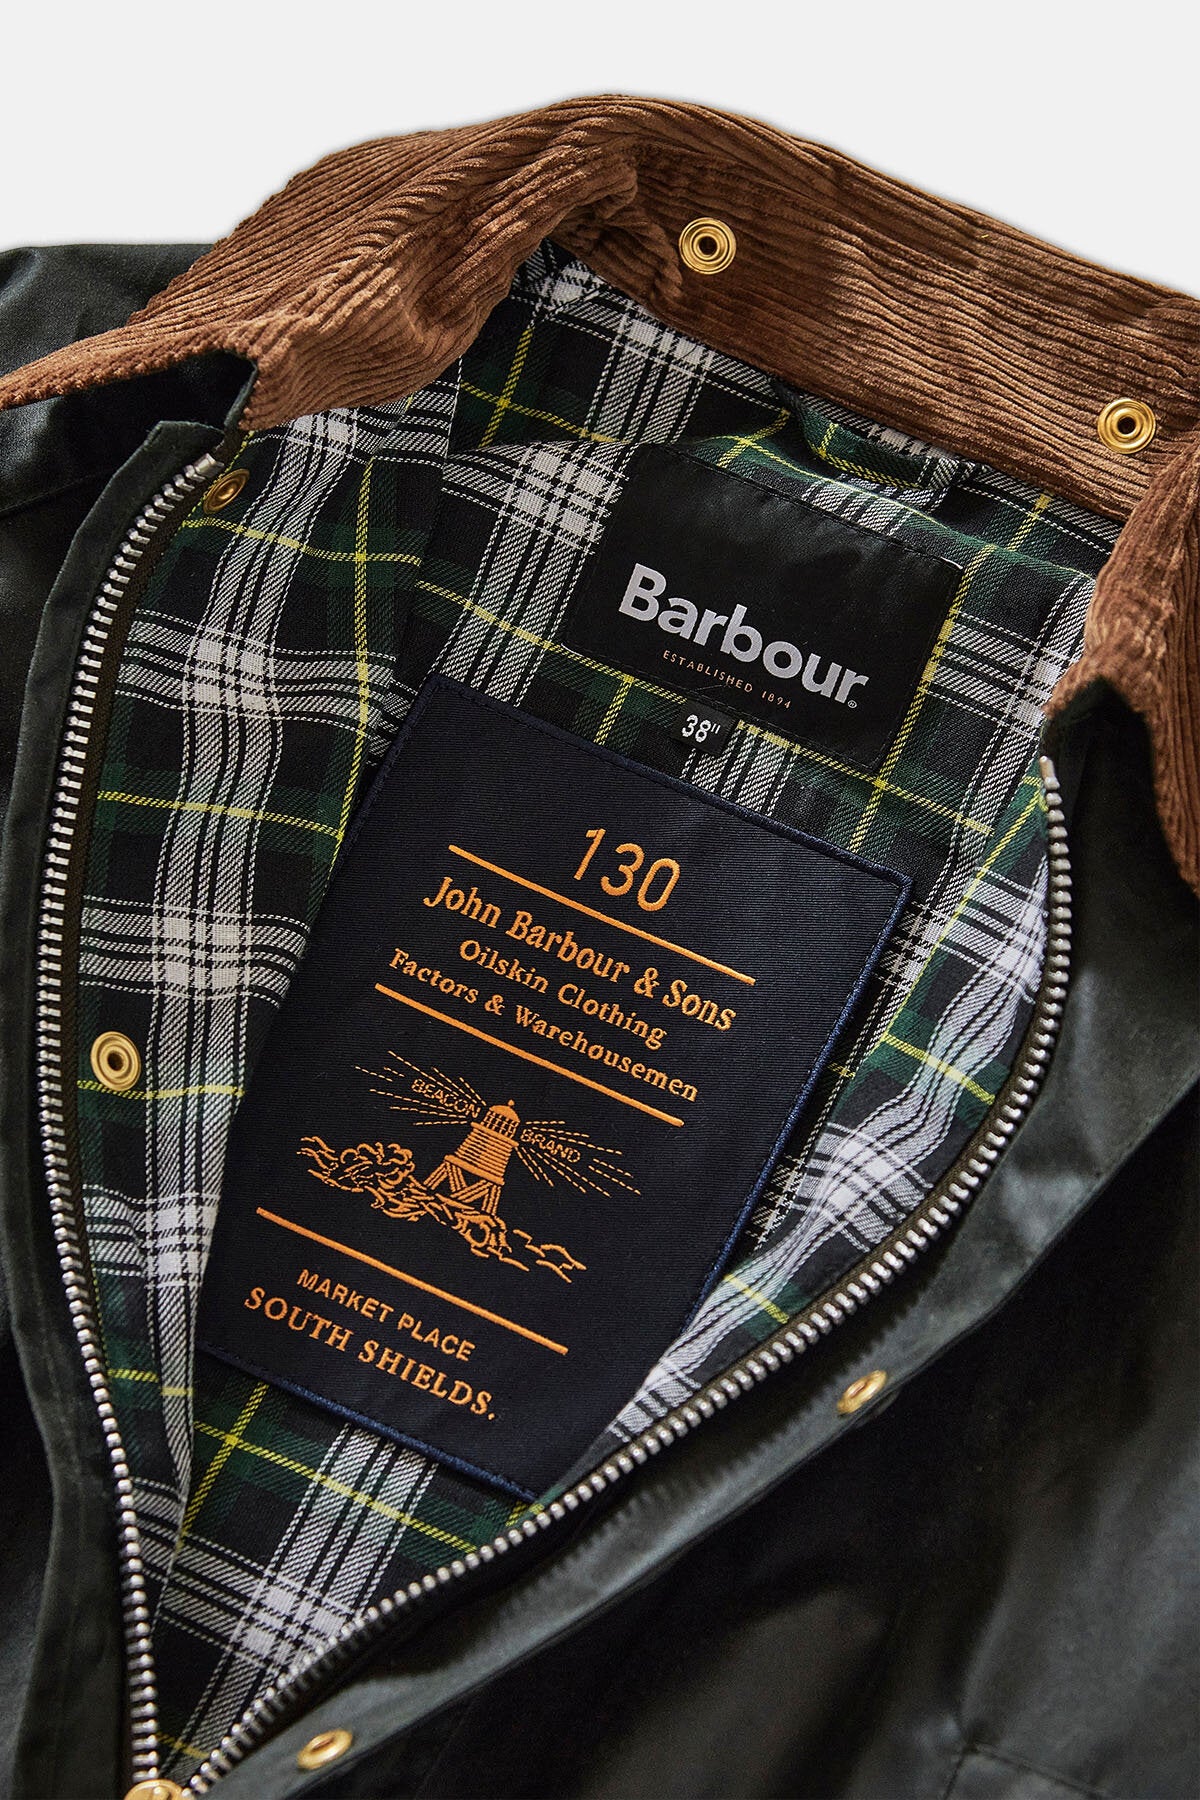 Barbour®
ESTABLISHED 1894
38"
130
John Barbour & Sons
Oilskin Clothing
Factors & Warehousemen
BEACON BRAND
MARKET PLACE
SOUTH SHIELDS.